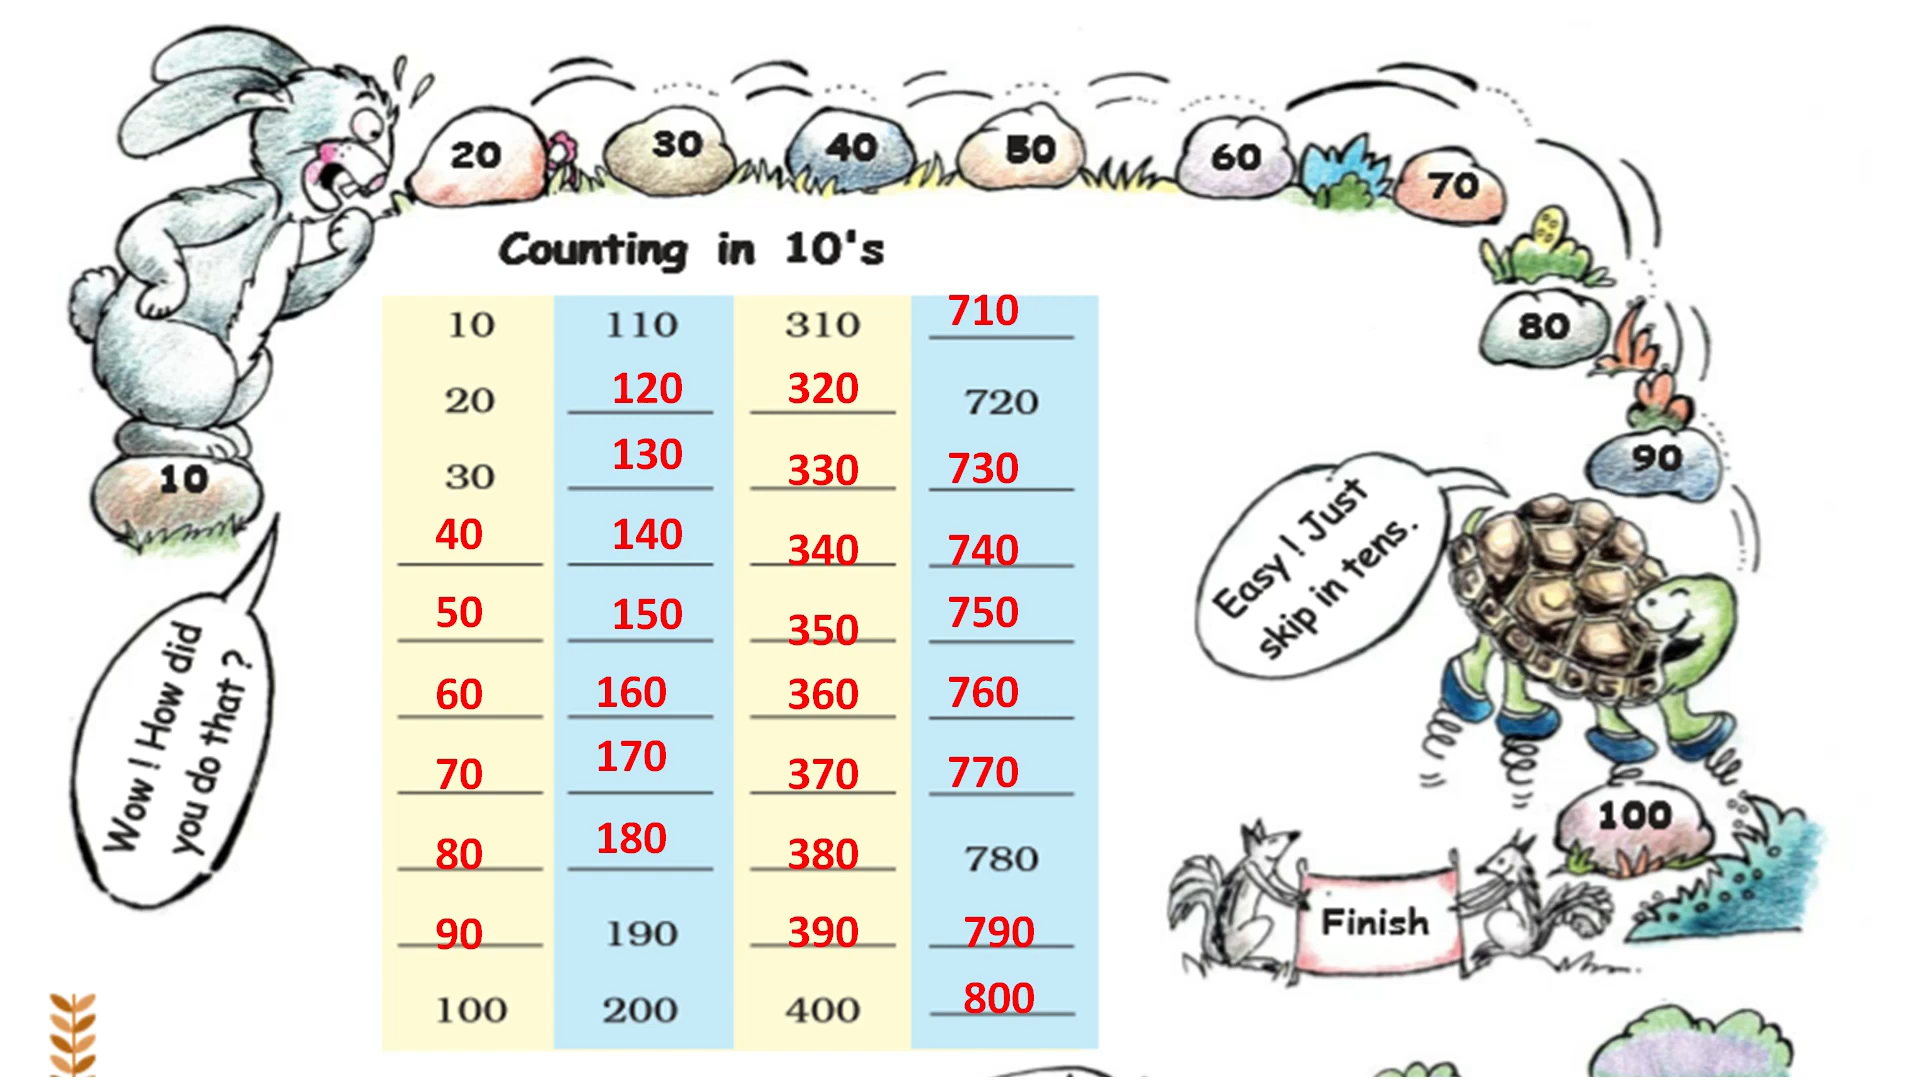 20 30 40 50 60 70
Counting in 10's
80
90
10
10 110 310 710
20 120 320 720
30 130 330 730
40 140 340 740
50 150 350 750
60 160 360 760
70 170 370 770
80 180 380 780
90 190 390 790
100 200 400 800
Wow ! How did
you do that ?
Easy ! Just
skip in tens.
100
Finish